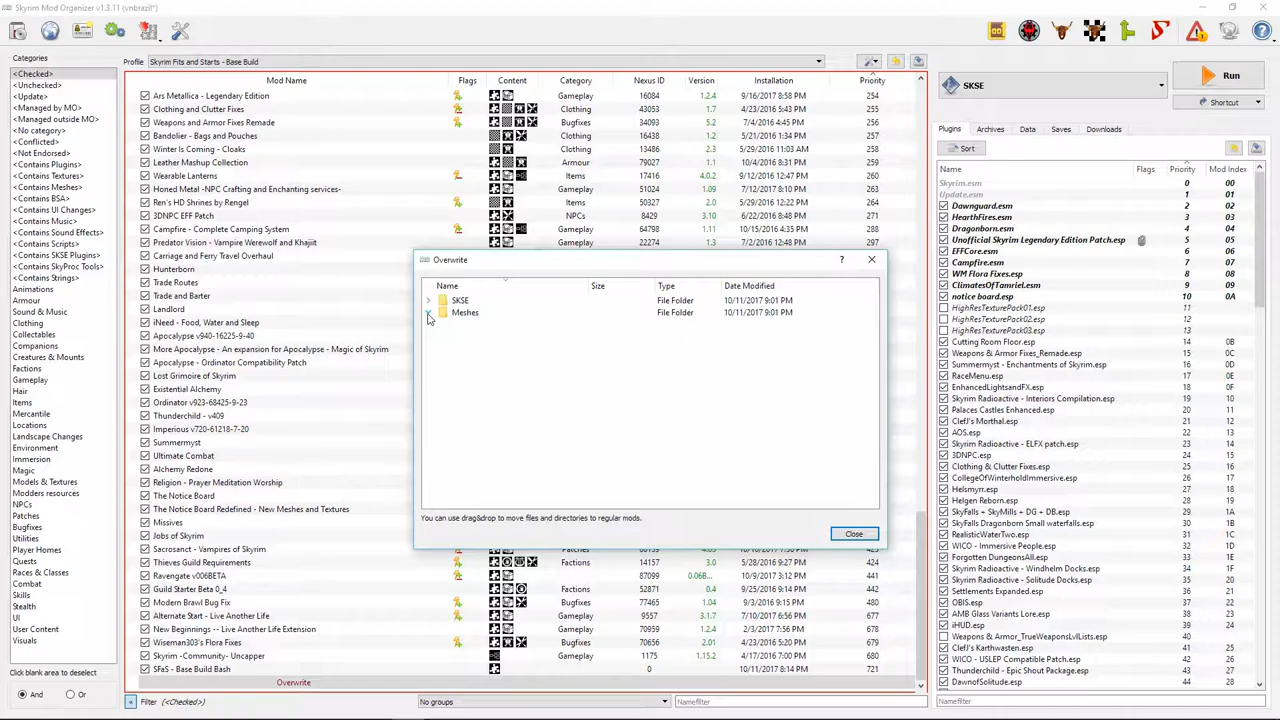 Skyrim Mod Organizer v1.3.11 (vnbrazil*)
Categories
<Checked>
<Unchecked>
<Update>
<Managed by MO>
<Managed outside MO>
<No category>
<Conflicted>
<Not Endorsed>
<Contains Plugins>
<Contains Textures>
<Contains Meshes>
<Contains BSA>
<Contains UI Changes>
<Contains Music>
<Contains Sound Effects>
<Contains Scripts>
<Contains SKSE Plugins>
<Contains SkyProc Tools>
<Contains Strings>
Animations
Armour
Clothing
Collectables
Companions
Creatures & Mounts
Factions
Gameplay
Hair
Items
Mercantile
Locations
Landscape Changes
Environment
Immersion
Magic
Models & Textures
Modders resources
NPCs
Patches
Bugfixes
Utilities
Player Homes
Quests
Races & Classes
Combat
Skills
Stealth
UI
User Content
Visuals
Click blank area to deselect
And Or
Profile Skyrim Fits and Starts - Base Build
Mod Name Flags Content Category Nexus ID Version Installation Priority
Ars Metallica - Legendary Edition Gameplay 16084 1.2.4 9/16/2017 8:58 PM 254
Clothing and Clutter Fixes Clothing 43053 1.7 4/23/2016 5:43 PM 255
Weapons and Armor Fixes Remade Bugfixes 34093 5.2 7/4/2016 4:45 PM 256
Bandolier - Bags and Pouches Clothing 16438 1.2 5/21/2016 1:34 PM 257
Winter Is Coming - Cloaks Clothing 13486 2.3 5/29/2016 11:03 AM 258
Leather Mashup Collection Armour 79027 1.1 6/17/2016 2:58 PM 259
Wearable Lanterns Items 17416 4.0.2 9/12/2016 12:47 PM 260
Honed Metal -NPC Crafting and Enchanting services- Gameplay 51024 1.09 7/17/2017 8:10 PM 263
Ren's HD Shrines by Rengel Items 2.0 5/29/2016 12:57 PM 264
3DNPC EFF Patch NPCs 8429 3.10 6/22/2016 8:48 PM 271
Campfire - Complete Camping System Gameplay 64798 1.11 10/15/2016 4:35 PM 288
Predator Vision - Vampire Werewolf and Khajiit Gameplay 22274 1.3 7/2/2016 12:48 PM 297
Carriage and Ferry Travel Overhaul
Hunterborn
Trade Routes
Trade and Barter
Landlord
iNeed - Food, Water and Sleep
Apocalypse v940-16225-9-40
More Apocalypse - An expansion for Apocalypse - Magic of Skyrim
Apocalypse - Ordinator Compatibility Patch
Lost Grimoire of Skyrim
Existential Alchemy
Ordinator v923-68425-9-23
Thunderchild - v409
Imperious v720-61218-7-20
Summermyst
Ultimate Combat
Alchemy Redone
Religion - Prayer Meditation Worship
The Notice Board
The Notice Board Redefined - New Meshes and Textures
Missives
Jobs of Skyrim
Sacrosanct - Vampires of Skyrim
Thieves Guild Requirements Factions 14157 3.0 5/28/2016 9:27 PM 424
Ravengate v006BETA 87099 0.06B... 10/9/2017 3:12 PM 441
Guild Starter Beta 0_4 Factions 52871 0.4 9/25/2016 9:14 PM 442
Modern Brawl Bug Fix Bugfixes 77465 1.04 9/9/2016 9:15 PM 480
Alternate Start - Live Another Life Gameplay 9557 3.1.7 7/10/2017 6:56 PM 677
New Beginnings -- Live Another Life Extension Gameplay 69959 1.2.4 2/3/2017 7:56 PM 678
Wiseman303's Flora Fixes Bugfixes 70656 2.01 4/23/2016 5:20 PM 679
Skyrim -Community- Uncapper Gameplay 1175 1.15.2 4/17/2016 7:00 PM 680
SFaS - Base Build Bash 0 10/11/2017 8:14 PM 721
Overwrite
« Filter (<Checked>) No groups Namefilter
Overwrite ?
Name Size Type Date Modified
SKSE File Folder 10/11/2017 9:01 PM
Meshes File Folder 10/11/2017 9:01 PM
You can use drag&drop to move files and directories to regular mods.
Close
SKSE Run
Shortcut
Plugins Archives Data Saves Downloads
Sort
Name Flags Priority Mod Index
Skyrim.esm 0 00
Update.esm 1 01
Dawnguard.esm 2 02
HearthFires.esm 3 03
Dragonborn.esm 4 04
Unofficial Skyrim Legendary Edition Patch.esp 5 05
EFFCore.esm 6 06
Campfire.esm 7 07
WM Flora Fixes.esp 8 08
ClimatesOfTamriel.esm 9 09
notice board.esp 10 0A
HighResTexturePack01.esp 11
HighResTexturePack02.esp 12
HighResTexturePack03.esp 13
Cutting Room Floor.esp 14 0B
Weapons & Armor Fixes_Remade.esp 15 0C
Summermyst - Enchantments of Skyrim.esp 16 0D
RaceMenu.esp 17 0E
EnhancedLightsandFX.esp 18 0F
Skyrim Radioactive - Interiors Compilation.esp 19 10
Palaces Castles Enhanced.esp 20 11
ClefJ's Morthal.esp 21 12
AOS.esp 22 13
Skyrim Radioactive - ELFX patch.esp 23 14
3DNPC.esp 24 15
Clothing & Clutter Fixes.esp 25 16
CollegeOfWinterholdImmersive.esp 26 17
Helsmyrr.esp 27 18
Helgen Reborn.esp 28 19
SkyFalls + SkyMills + DG + DB.esp 29 1A
SkyFalls Dragonborn Small waterfalls.esp 30 1B
RealisticWaterTwo.esp 31 1C
WICO - Immersive People.esp 32 1D
Forgotten DungeonsAll.esp 33 1E
Skyrim Radioactive - Windhelm Docks.esp 34 1F
Skyrim Radioactive - Solitude Docks.esp 35 20
Settlements Expanded.esp 36 21
OBIS.esp 37 22
AMB Glass Variants Lore.esp 38 23
iHUD.esp 39 24
Weapons & Armor_TrueWeaponsLvlLists.esp 40
ClefJ's Karthwasten.esp 41 25
WICO - USLEP Compatible Patch.esp 42 26
Thundering - Epic Shout Package.esp 43 27
DawnofSolitude.esp 44 28
Namefilter